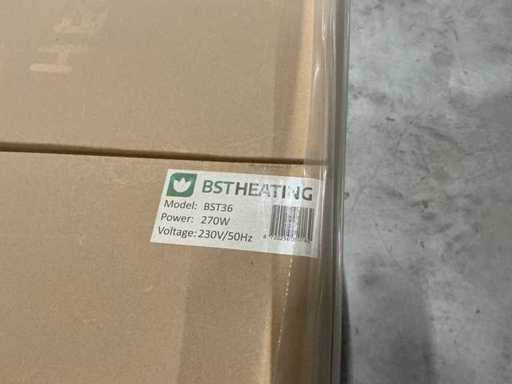 BSTHEATING
Model: BST36
Power: 270W
Voltage: 230V/50Hz